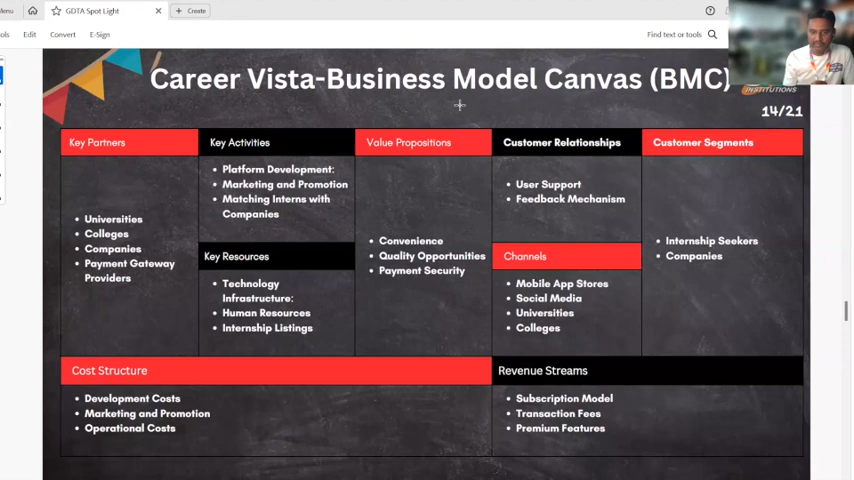 Menu
GDTA Spot Light
Create
Edit
Convert
E-Sign
Find text or tools
Career Vista-Business Model Canvas (BMC)
INSTITUTIONS
14/21
Key Partners
Universities
Colleges
Companies
Payment Gateway
Providers
Key Activities
Platform Development:
Marketing and Promotion
Matching Interns with
Companies
Key Resources
Technology
Infrastructure:
Human Resources
Internship Listings
Value Propositions
Convenience
Quality Opportunities
Payment Security
Customer Relationships
User Support
Feedback Mechanism
Channels
Mobile App Stores
Social Media
Universities
Colleges
Customer Segments
Internship Seekers
Companies
Cost Structure
Development Costs
Marketing and Promotion
Operational Costs
Revenue Streams
Subscription Model
Transaction Fees
Premium Features